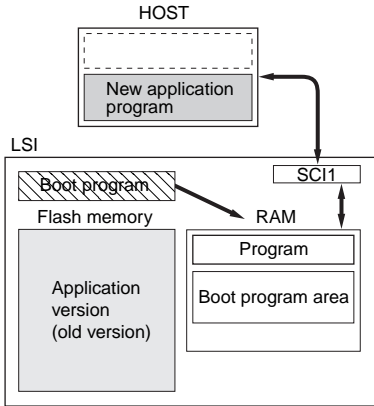 HOST
New application
program
LSI
SCI1
Boot program
Flash memory
RAM
Program
Application
version
(old version)
Boot program area